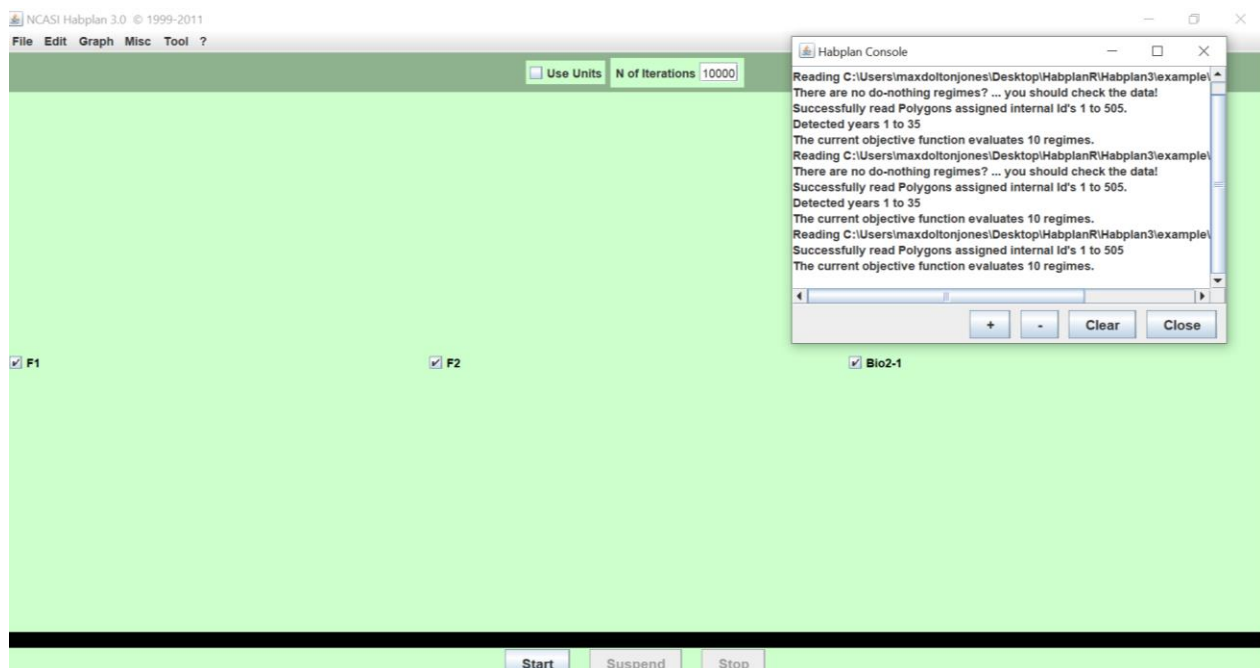 NCASI Habplan 3.0 © 1999-2011
File Edit Graph Misc Tool ?
Use Units N of Iterations 10000
Habplan Console
Reading C:\Users\maxdoltonjones\Desktop\HabplanR\Habplan3\example\
There are no do-nothing regimes? ... you should check the data!
Successfully read Polygons assigned internal Id's 1 to 505.
Detected years 1 to 35
The current objective function evaluates 10 regimes.
Reading C:\Users\maxdoltonjones\Desktop\HabplanR\Habplan3\example\
There are no do-nothing regimes? ... you should check the data!
Successfully read Polygons assigned internal Id's 1 to 505.
Detected years 1 to 35
The current objective function evaluates 10 regimes.
Reading C:\Users\maxdoltonjones\Desktop\HabplanR\Habplan3\example\
Successfully read Polygons assigned internal Id's 1 to 505
The current objective function evaluates 10 regimes.
+ - Clear Close
F1 F2 Bio2-1
Start Suspend Stop